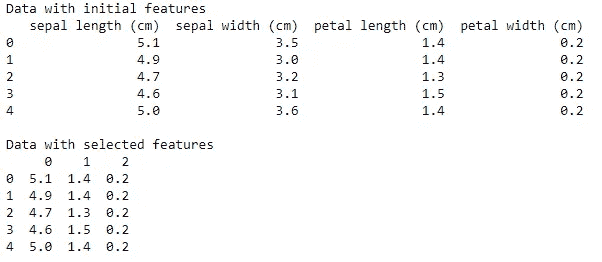 Data with initial features
sepal length (cm) sepal width (cm) petal length (cm) petal width (cm)
0 5.1 3.5 1.4 0.2
1 4.9 3.0 1.4 0.2
2 4.7 3.2 1.3 0.2
3 4.6 3.1 1.5 0.2
4 5.0 3.6 1.4 0.2
Data with selected features
0 1 2
0 5.1 1.4 0.2
1 4.9 1.4 0.2
2 4.7 1.3 0.2
3 4.6 1.5 0.2
4 5.0 1.4 0.2